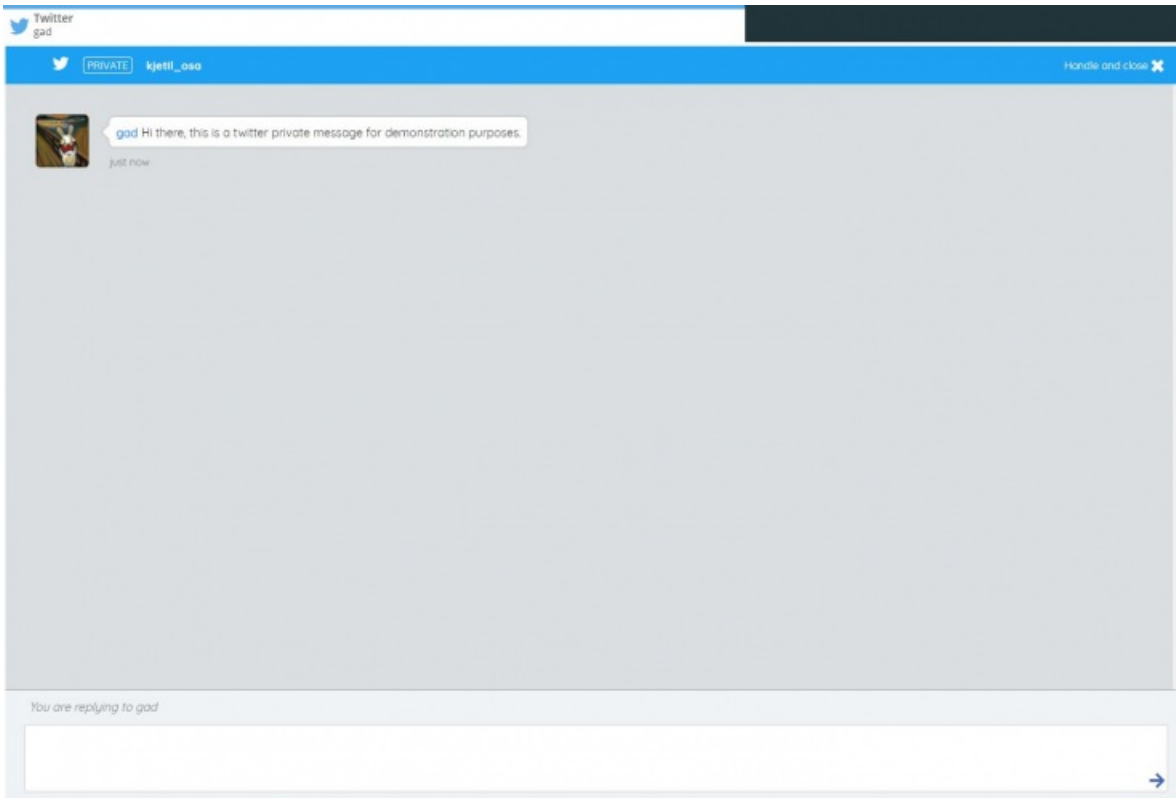 Twitter
gad
PRIVATE kjetil_osa Handle and close
gad Hi there, this is a twitter private message for demonstration purposes.
just now
You are replying to gad